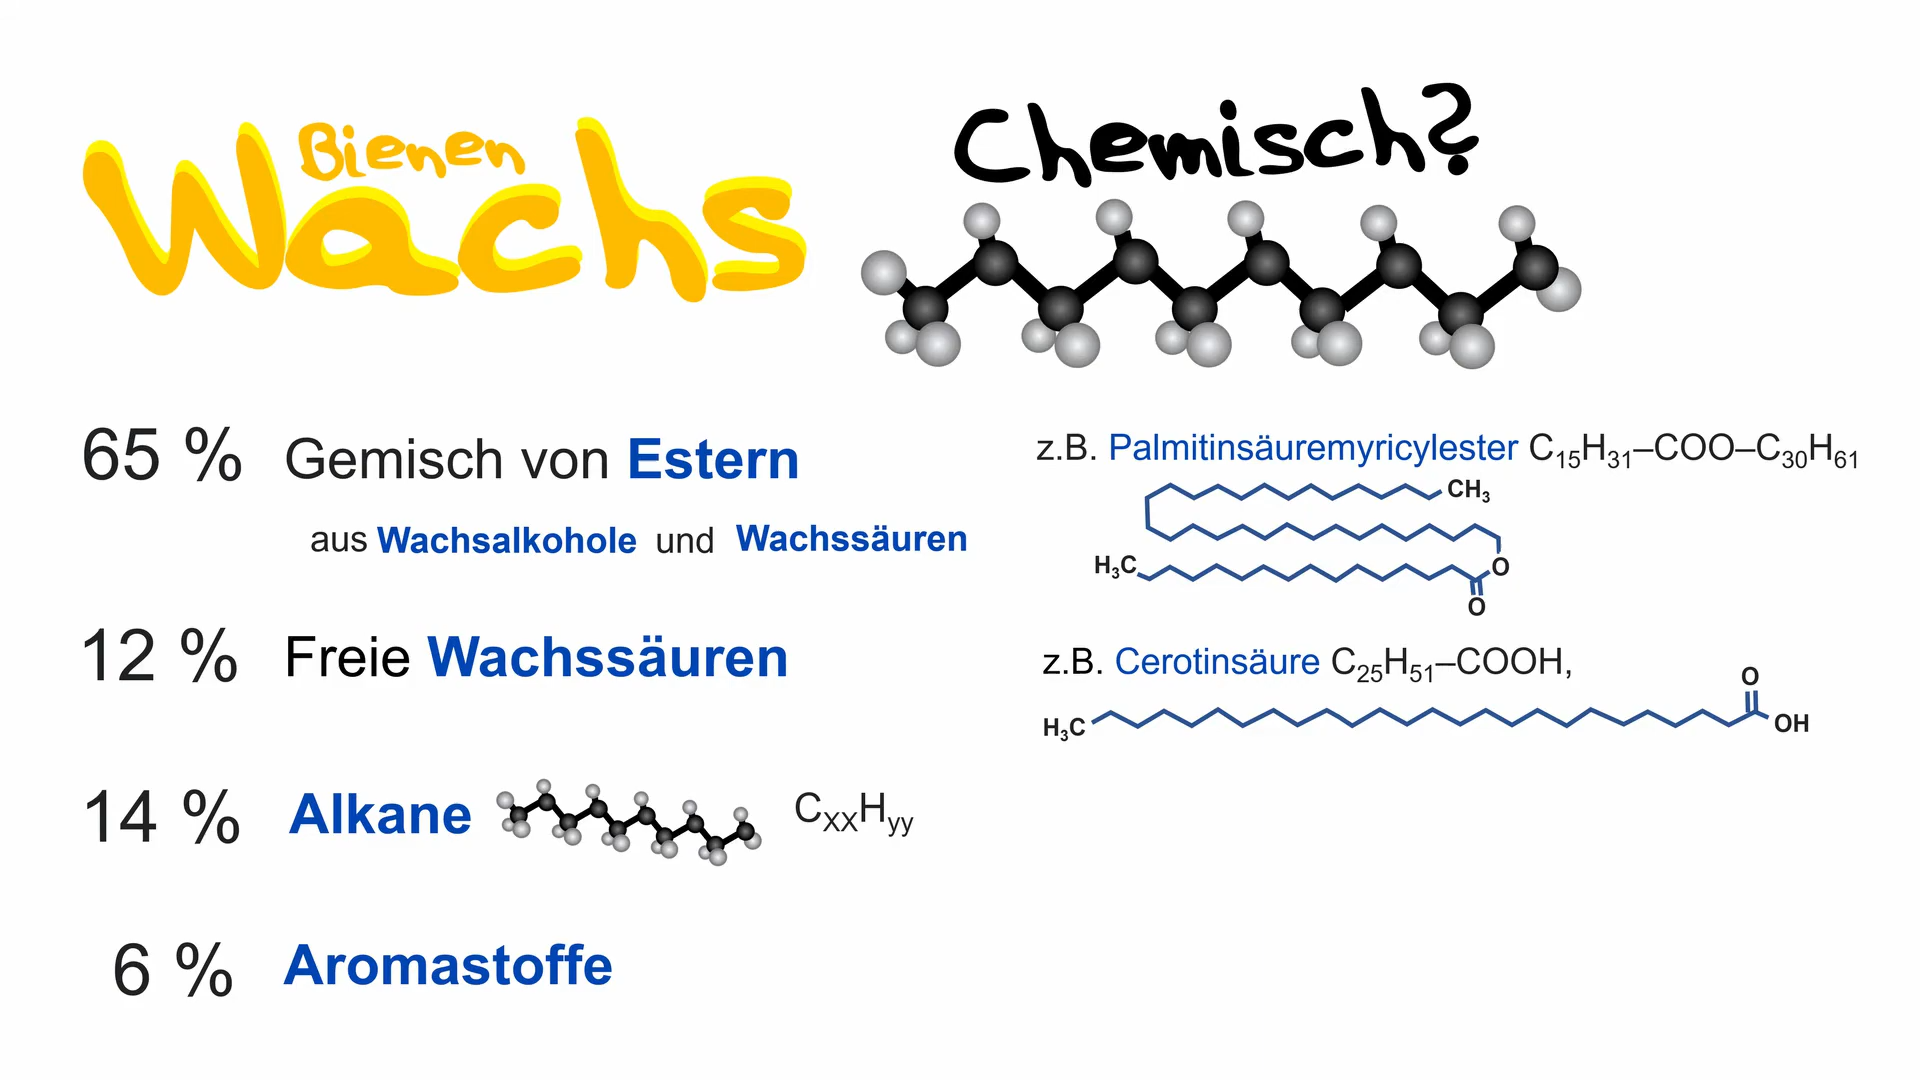 Bienen
Wachs
Chemisch?
65 % Gemisch von Estern
aus Wachsalkohole und Wachssäuren
z.B. Palmitinsäuremyricylester C₁₅H₃₁–COO–C₃₀H₆₁
CH₃
H₃C
O
O
12 % Freie Wachssäuren
z.B. Cerotinsäure C₂₅H₅₁–COOH,
O
H₃C
OH
14 % Alkane CXXHyy
6 % Aromastoffe